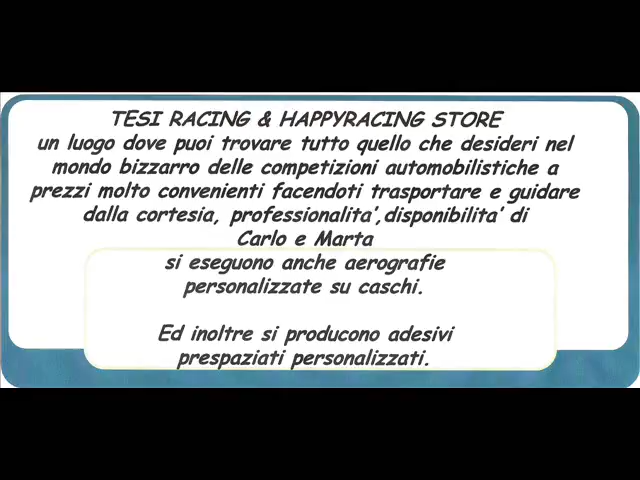 TESI RACING & HAPPYRACING STORE
un luogo dove puoi trovare tutto quello che desideri nel
mondo bizzarro delle competizioni automobilistiche a
prezzi molto convenienti facendoti trasportare e guidare
dalla cortesia, professionalita',disponibilita' di
Carlo e Marta
si eseguono anche aerografie
personalizzate su caschi.
Ed inoltre si producono adesivi
prespaziati personalizzati.